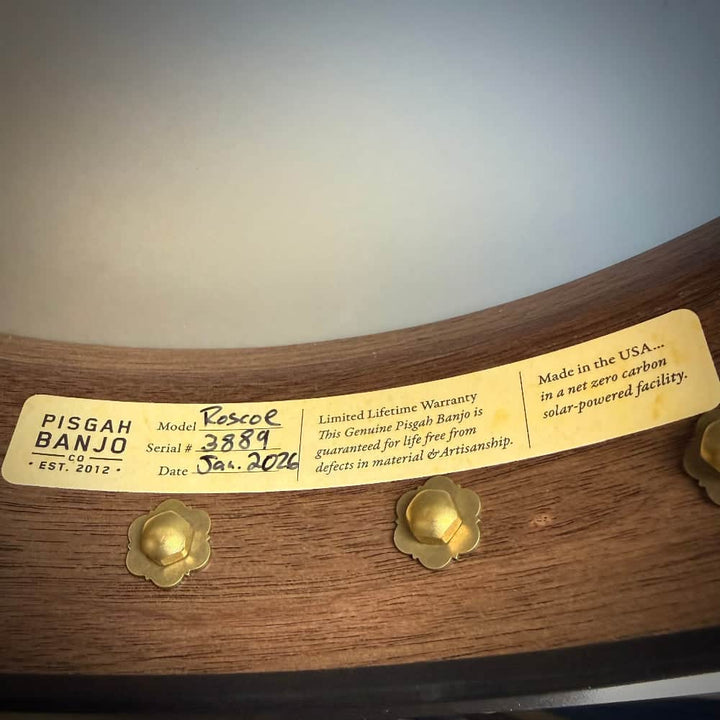 PISGAH
BANJO
CO
• EST. 2012 •
Model Roscoe
Serial # 3889
Date Jan. 2026
Limited Lifetime Warranty
This Genuine Pisgah Banjo is
guaranteed for life free from
defects in material & Artisanship.
Made in the USA...
in a net zero carbon
solar-powered facility.